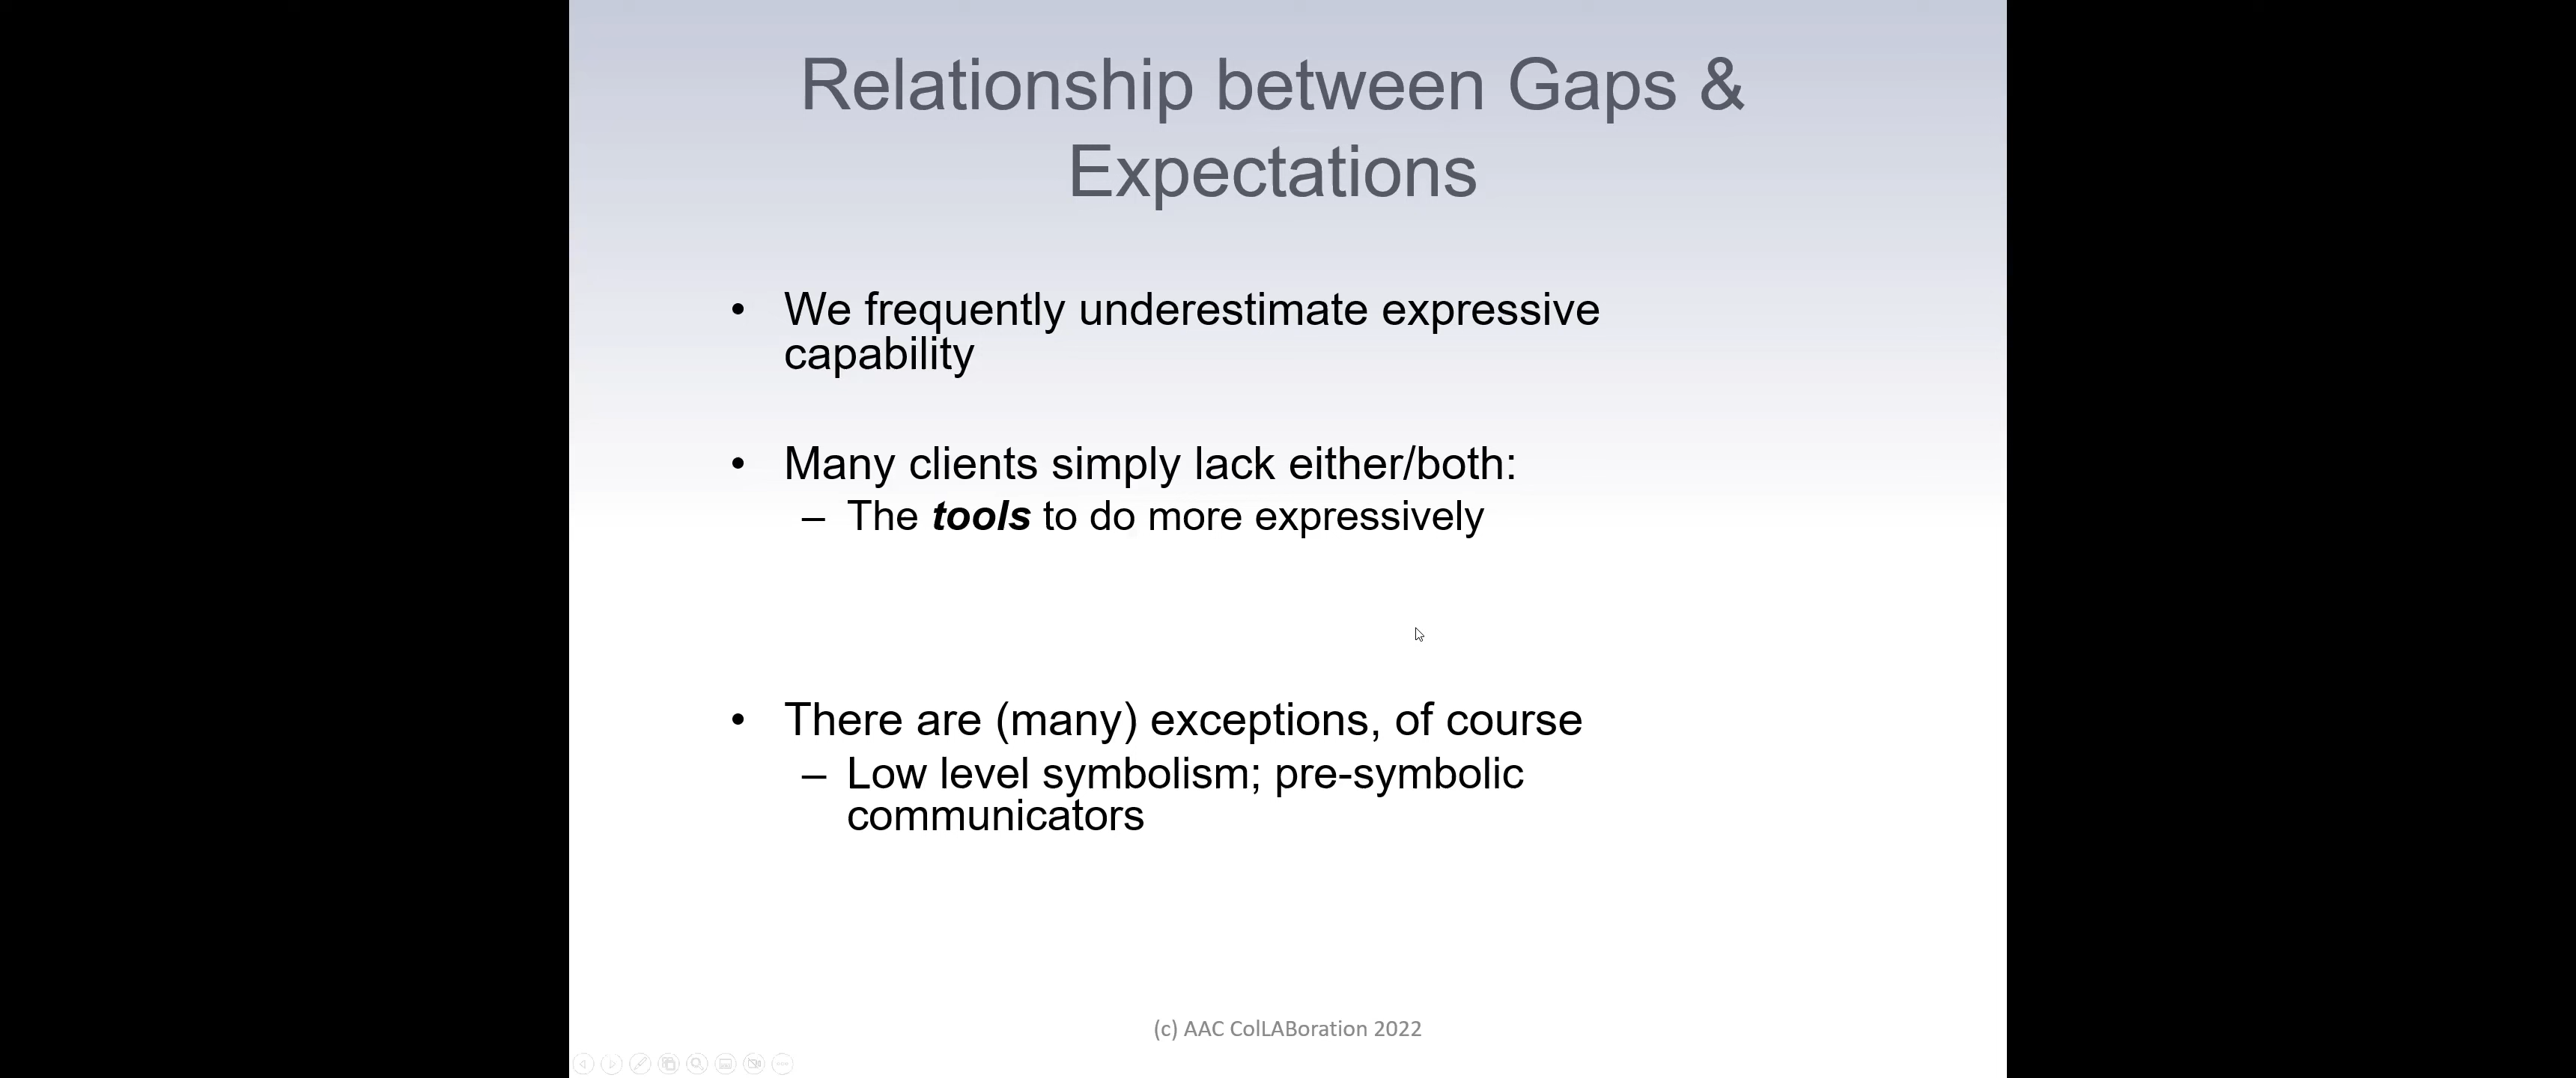 Relationship between Gaps &
Expectations
• We frequently underestimate expressive
capability
• Many clients simply lack either/both:
– The tools to do more expressively
• There are (many) exceptions, of course
– Low level symbolism; pre-symbolic
communicators
(c) AAC ColLABoration 2022